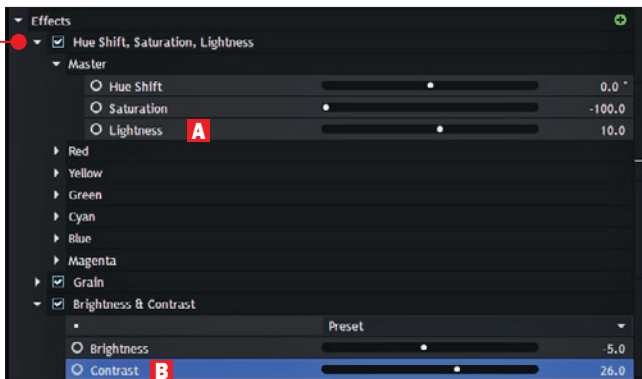 Effects
Hue Shift, Saturation, Lightness
Master
Hue Shift 0.0 °
Saturation -100.0
Lightness A 10.0
Red
Yellow
Green
Cyan
Blue
Magenta
Grain
Brightness & Contrast
Preset
Brightness -5.0
Contrast B 26.0